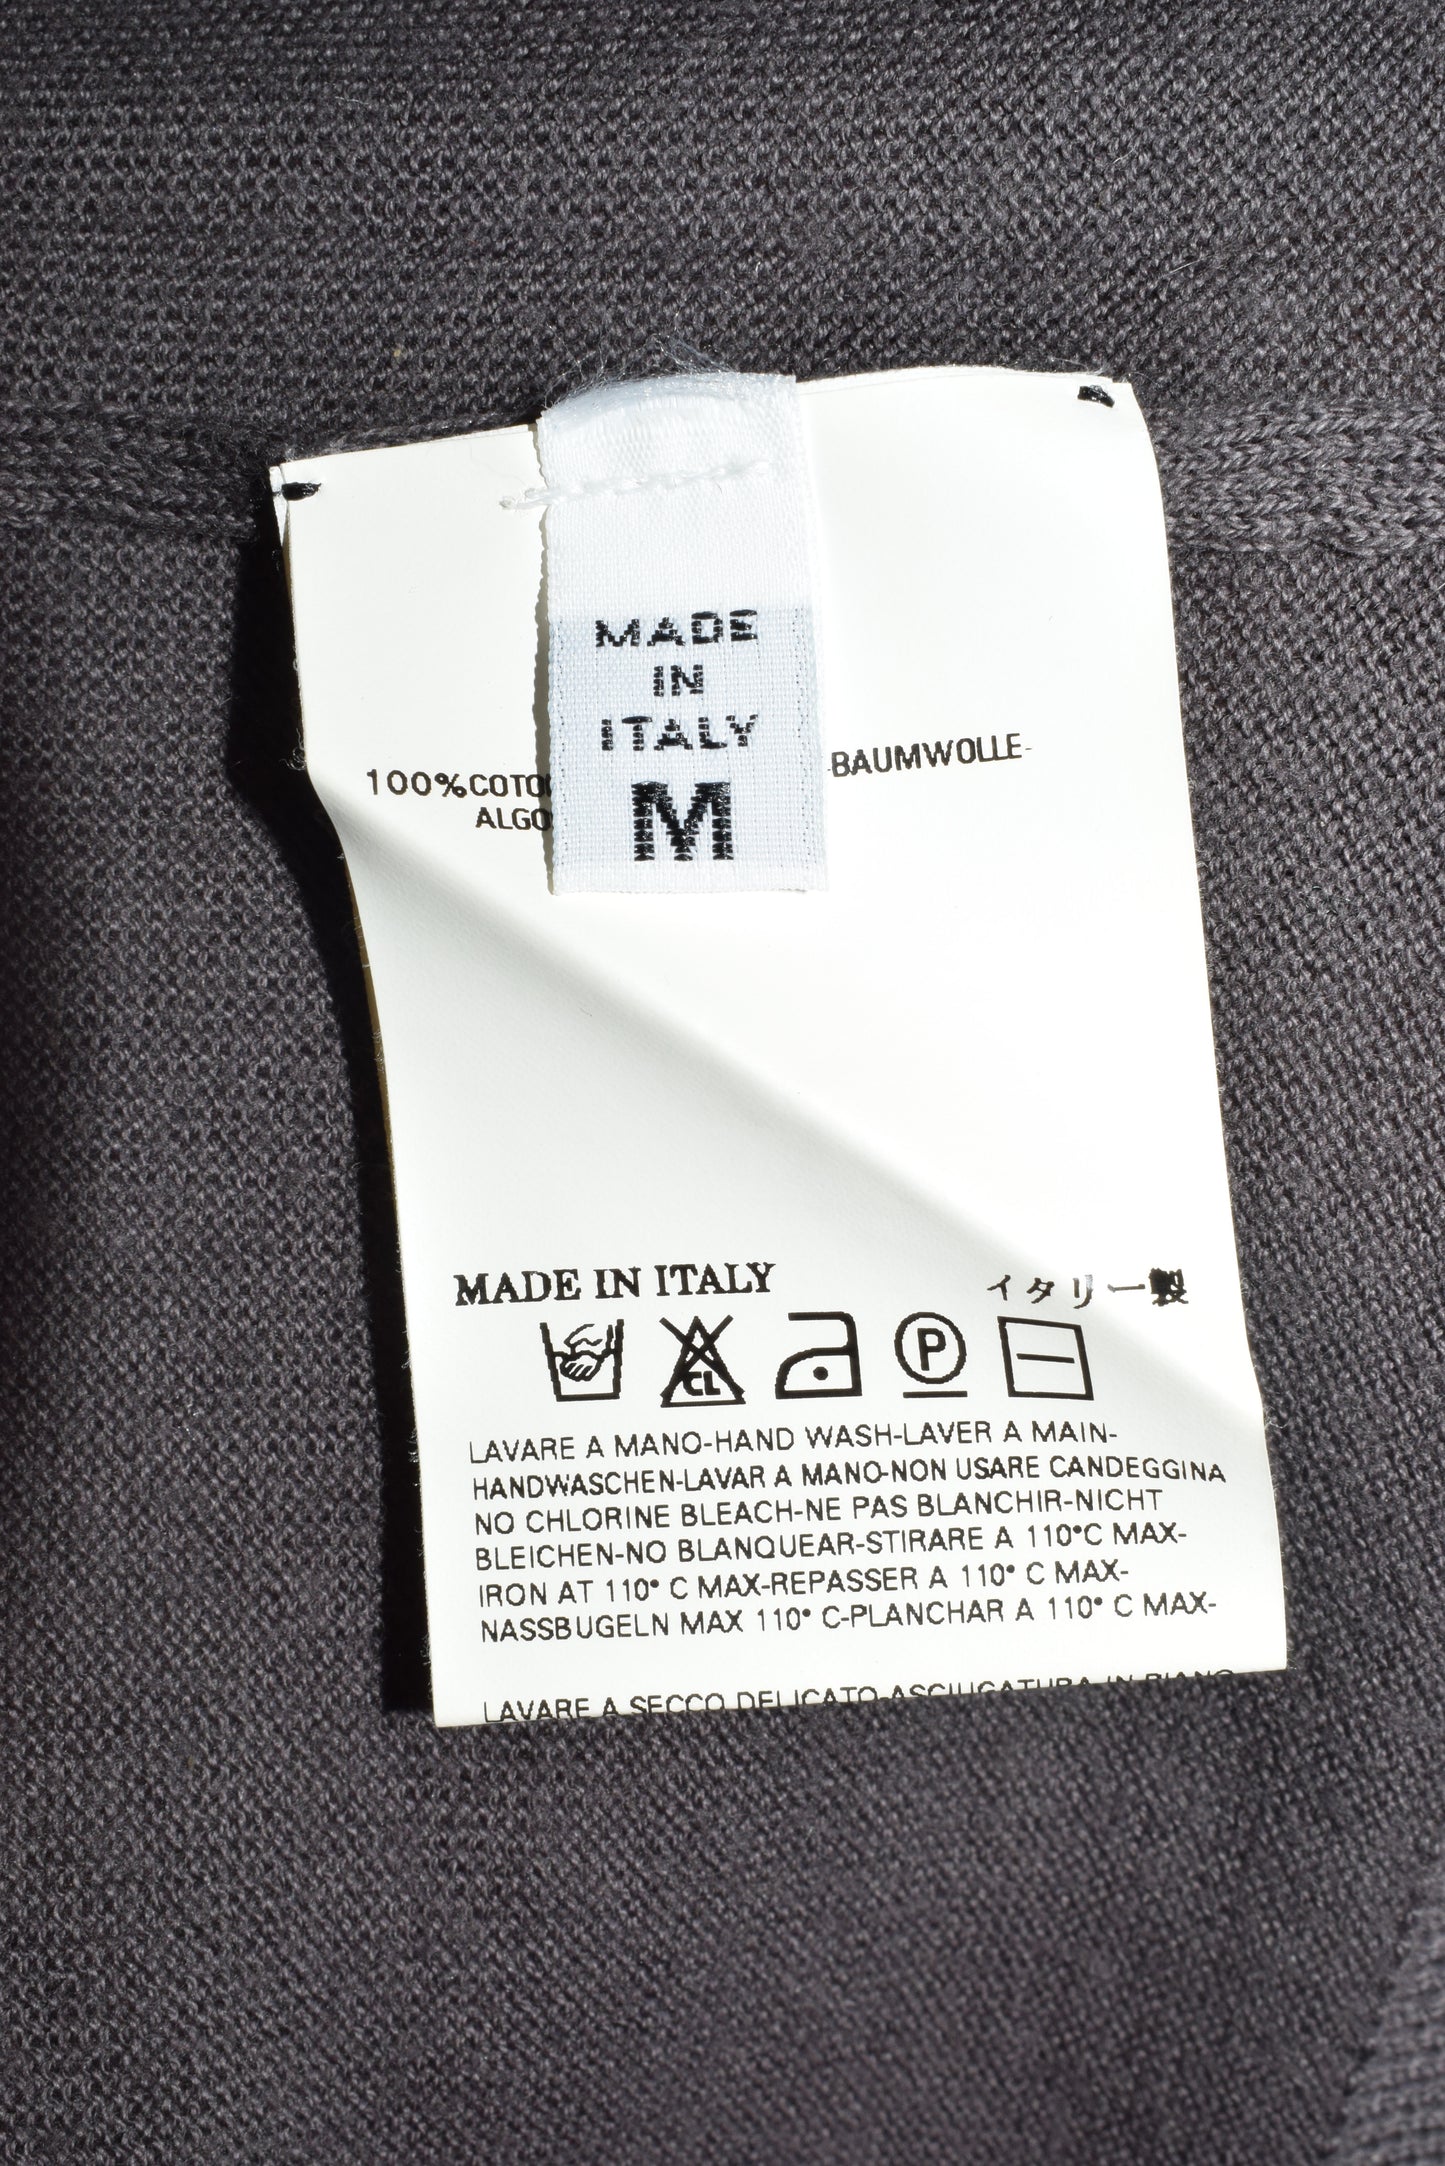 MADE
IN
ITALY
M
100%COTO BAUMWOLLE-
ALGO
MADE IN ITALY イタリー製
CL P
LAVARE A MANO-HAND WASH-LAVER A MAIN-
HANDWASCHEN-LAVAR A MANO-NON USARE CANDEGGINA
NO CHLORINE BLEACH-NE PAS BLANCHIR-NICHT
BLEICHEN-NO BLANQUEAR-STIRARE A 110°C MAX-
IRON AT 110° C MAX-REPASSER A 110° C MAX-
NASSBUGELN MAX 110° C-PLANCHAR A 110° C MAX-
LAVARE A SECCO DELICATO-ASCIUGATURA IN PIANO